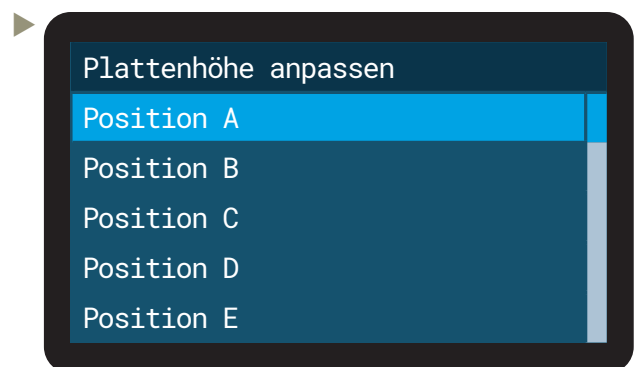 Plattenhöhe anpassen
Position A
Position B
Position C
Position D
Position E